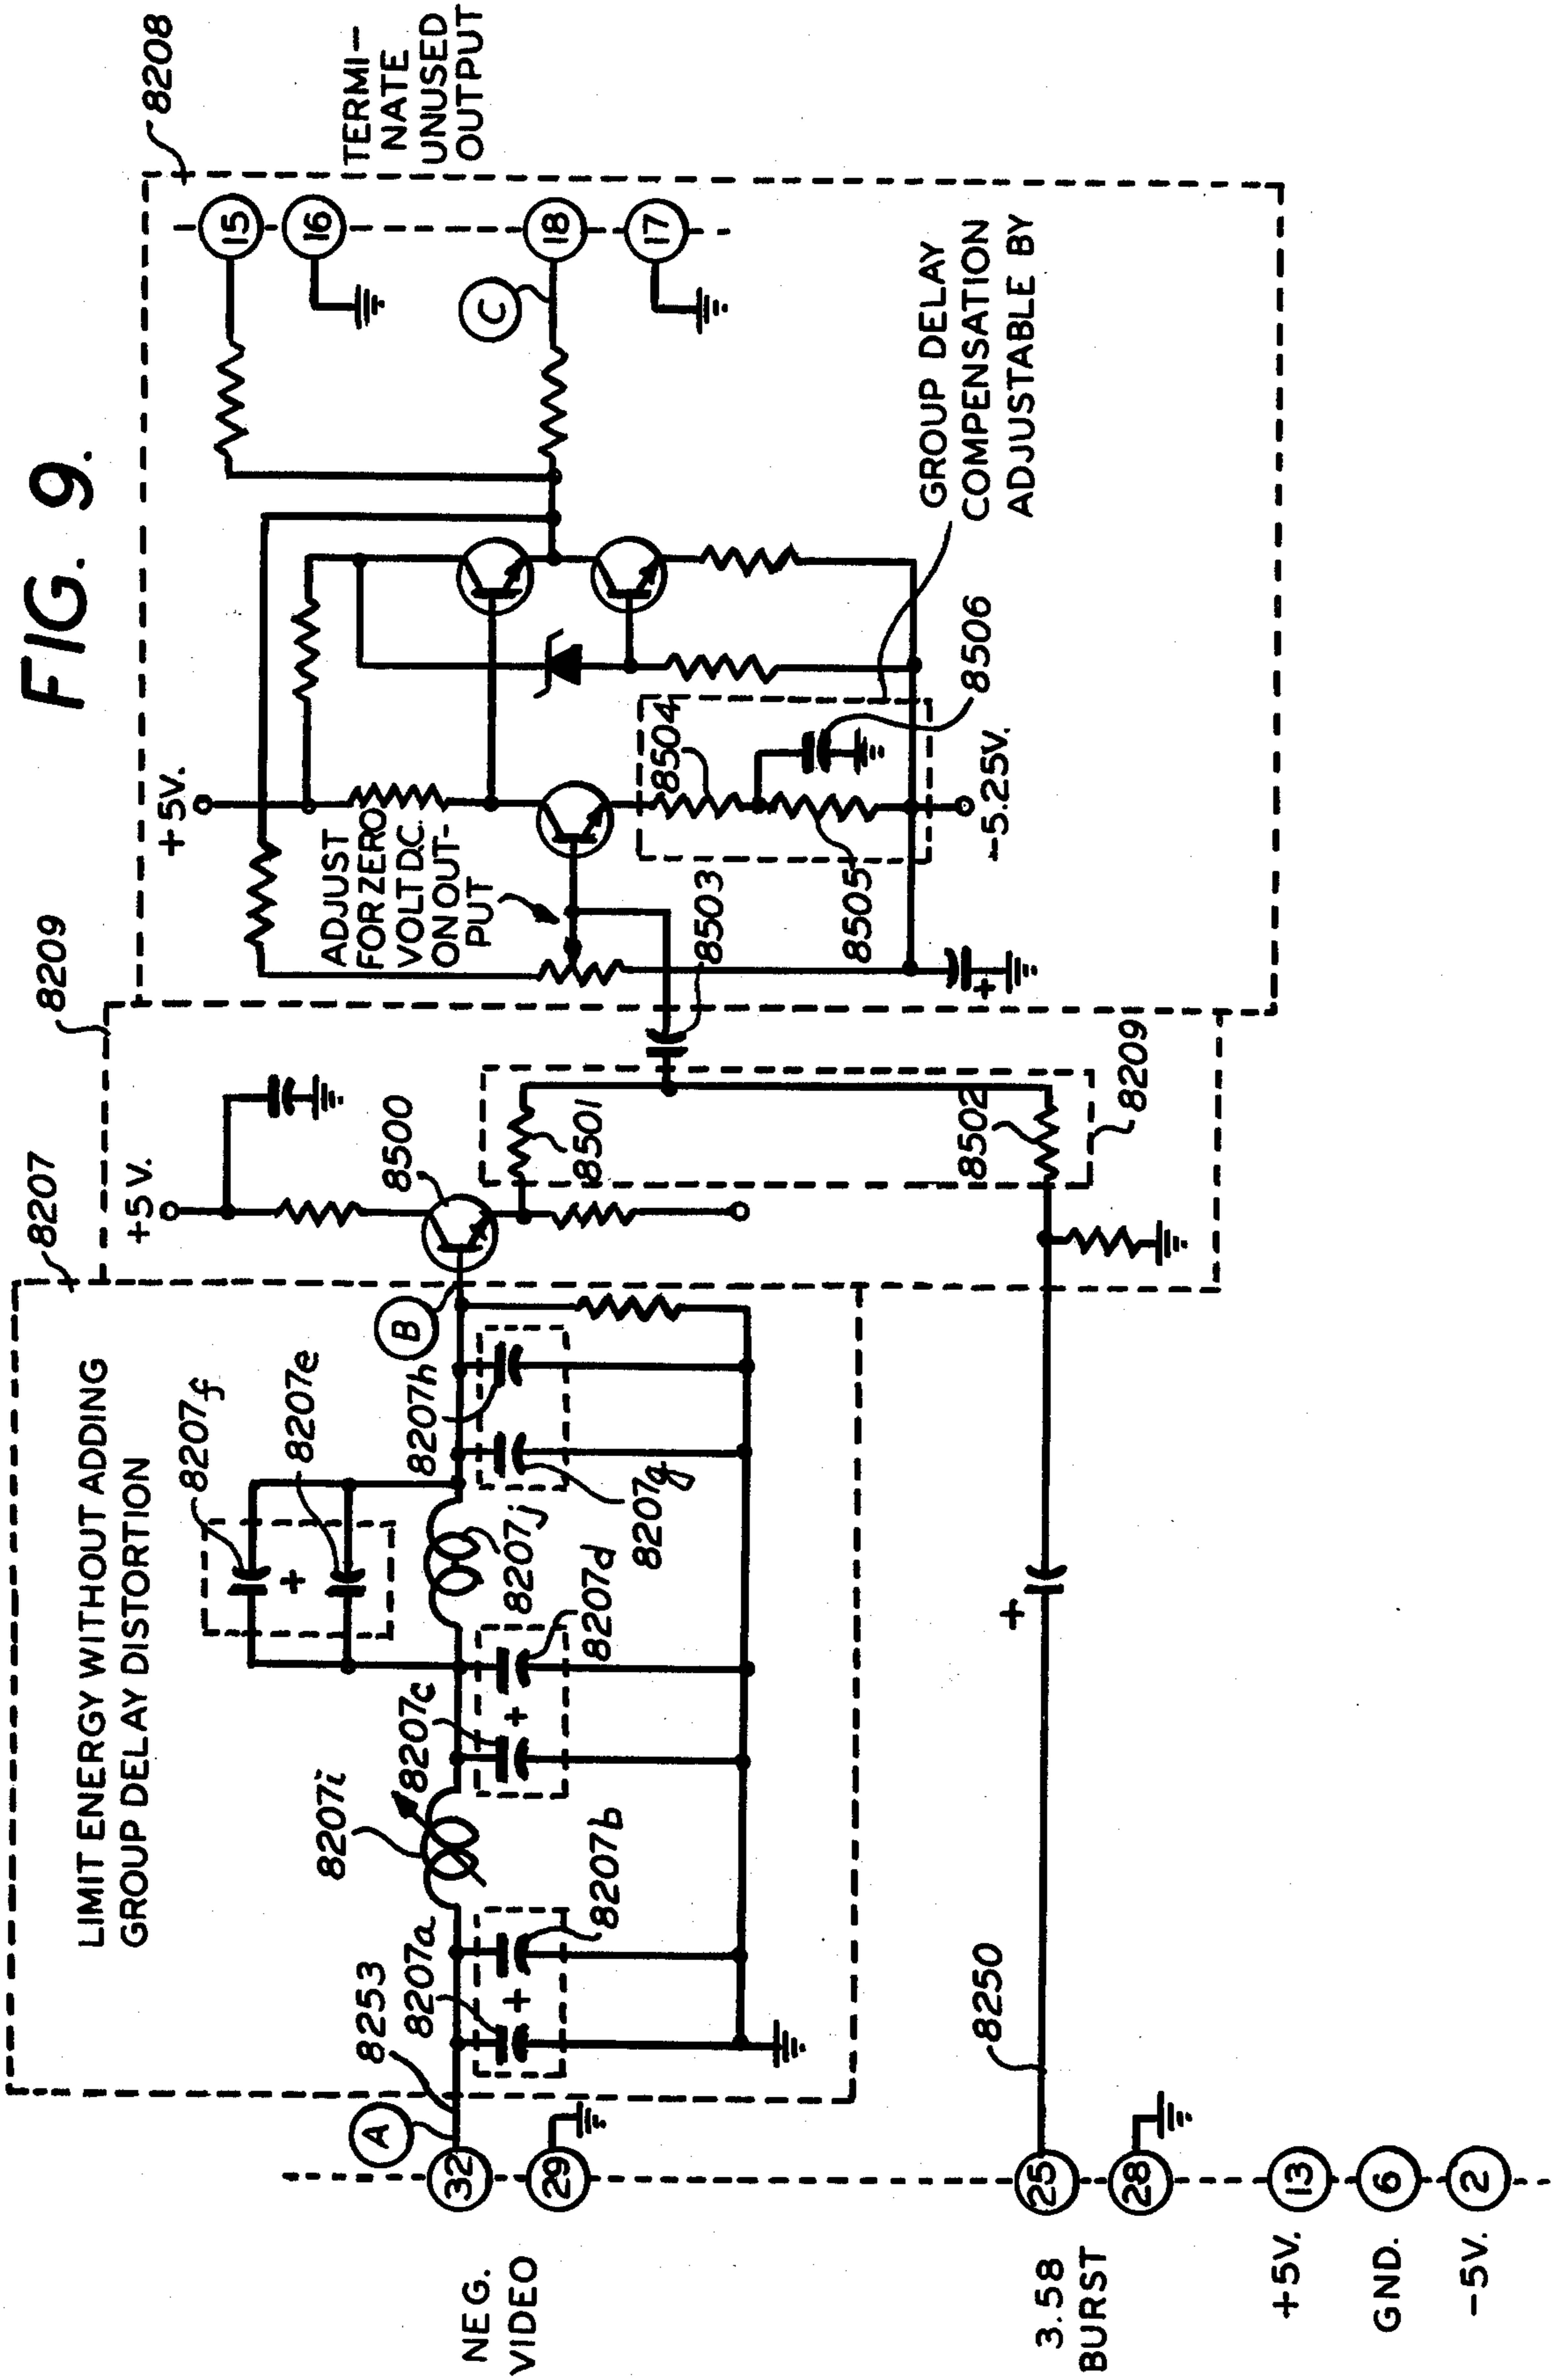 FIG. 9.
8207
8209
8208
LIMIT ENERGY WITHOUT ADDING
GROUP DELAY DISTORTION
8207f
8207e
+
+5V.
8500
+5V.
ADJUST
FOR ZERO
VOLT D.C.
ON OUT-
PUT
15
16
TERMI-
NATE
UNUSED
OUTPUT
A
8253
8207a
+
8207b
8207i
8207c
+
8207d
8207j
8207g
8207h
B
8501
8503
8504
8505
8506
-5.25V.
+
C
18
17
GROUP DELAY
COMPENSATION
ADJUSTABLE BY
NEG.
VIDEO
32
29
3.58
BURST
25
28
8250
+
8502
8209
+5V.
13
GND.
6
-5V.
2